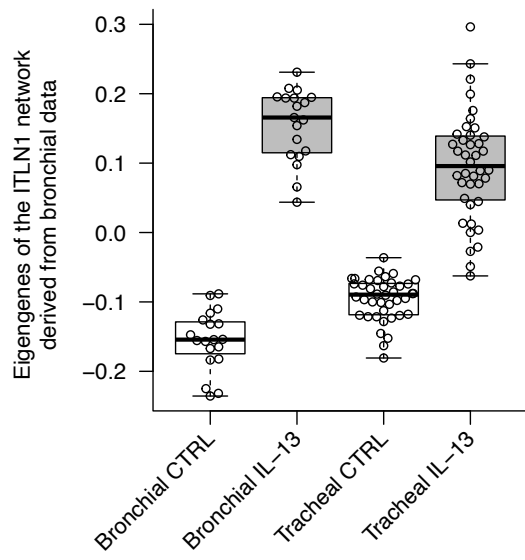 Eigengenes of the ITLN1 network
derived from bronchial data
0.3
0.2
0.1
0.0
−0.1
−0.2
Bronchial CTRL
Bronchial IL−13
Tracheal CTRL
Tracheal IL−13